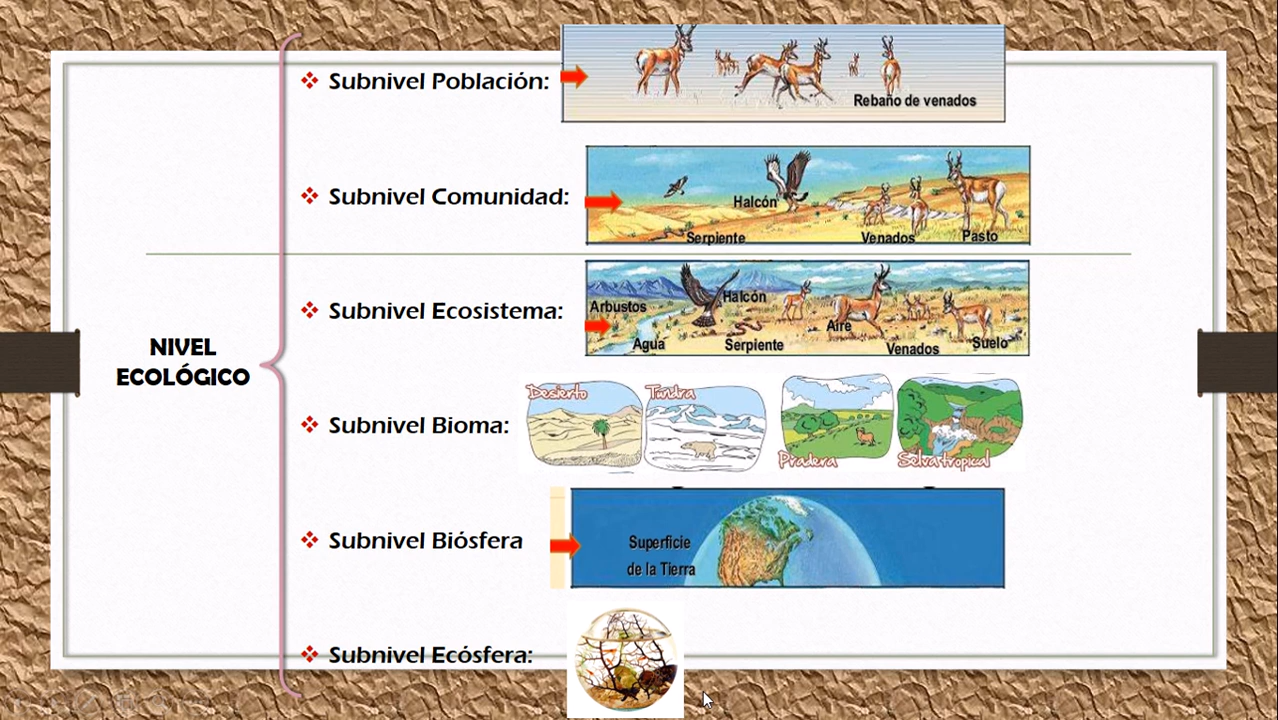 NIVEL
ECOLÓGICO
Subnivel Población:
Rebaño de venados
Subnivel Comunidad:
Halcón
Serpiente
Venados
Pasto
Subnivel Ecosistema:
Arbustos
Halcón
Aire
Agua
Serpiente
Venados
Suelo
Subnivel Bioma:
Desierto
Tundra
Pradera
Selva tropical
Subnivel Biósfera
Superficie
de la Tierra
Subnivel Ecósfera: